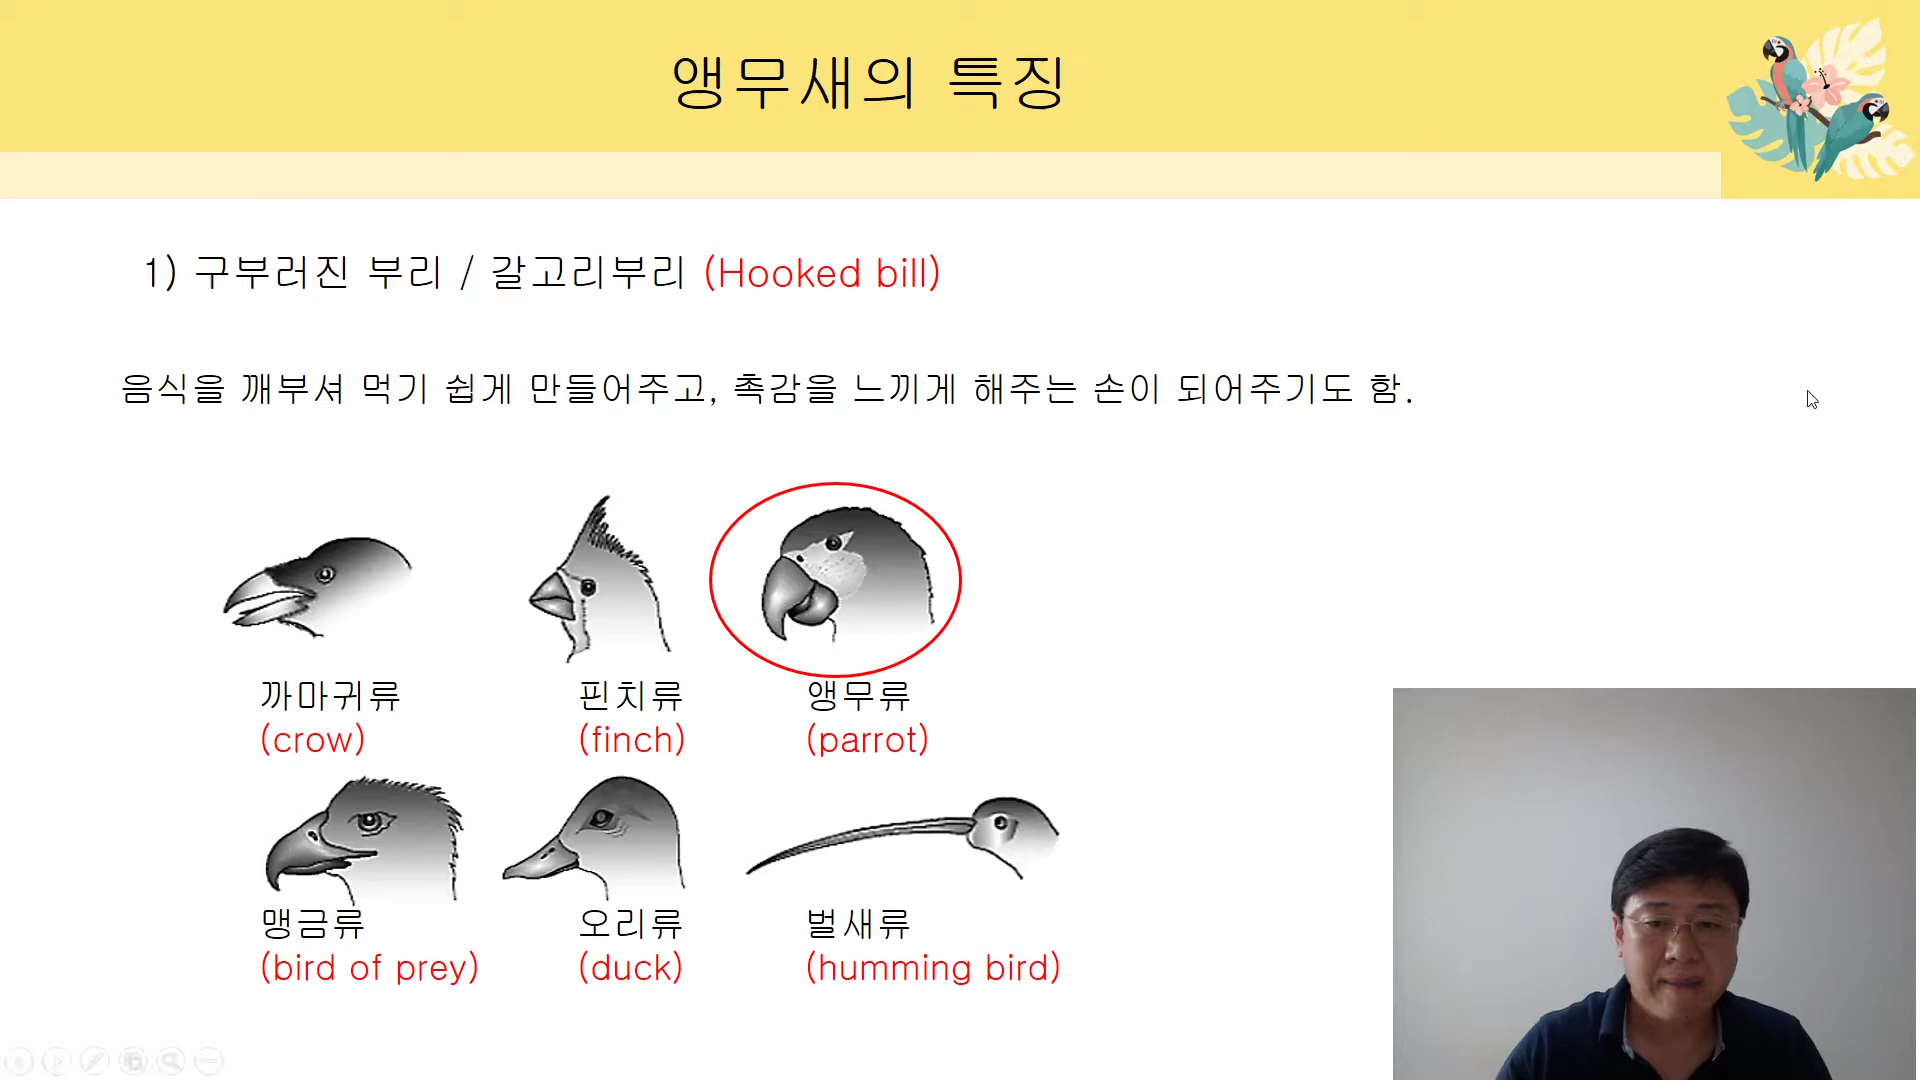 앵무새의 특징
1) 구부러진 부리 / 갈고리부리 (Hooked bill)
음식을 깨부셔 먹기 쉽게 만들어주고, 촉감을 느끼게 해주는 손이 되어주기도 함.
까마귀류 핀치류 앵무류
(crow) (finch) (parrot)
맹금류 오리류 벌새류
(bird of prey) (duck) (humming bird)